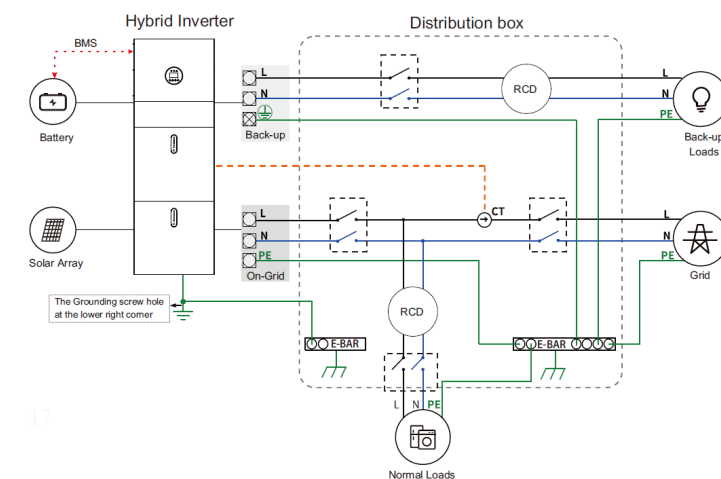 Hybrid Inverter
Distribution box
BMS
L
N
RCD
L
N
PE
Battery
Back-up
Back-up
Loads
L
N
PE
CT
L
N
PE
Solar Array
On-Grid
Grid
The Grounding screw hole
at the lower right corner
RCD
E-BAR
E-BAR
L N PE
17
Normal Loads